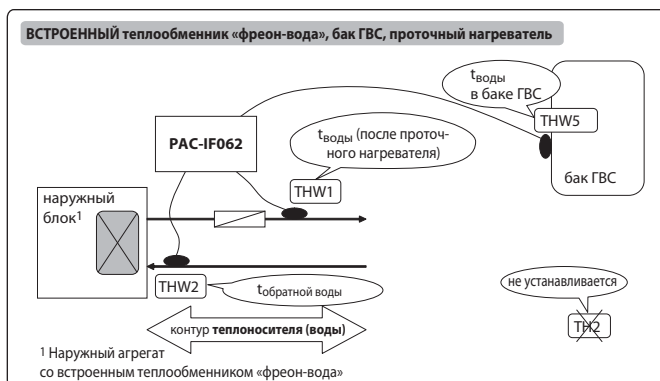 ВСТРОЕННЫЙ теплообменник «фреон-вода», бак ГВС, проточный нагреватель
tводы
в баке ГВС
THW5
бак ГВС
PAC-IF062
tводы (после проточ-
ного нагревателя)
THW1
наружный
блок1
THW2
tобратной воды
не устанавливается
TH2
контур теплоносителя (воды)
1 Наружный агрегат
со встроенным теплообменником «фреон-вода»